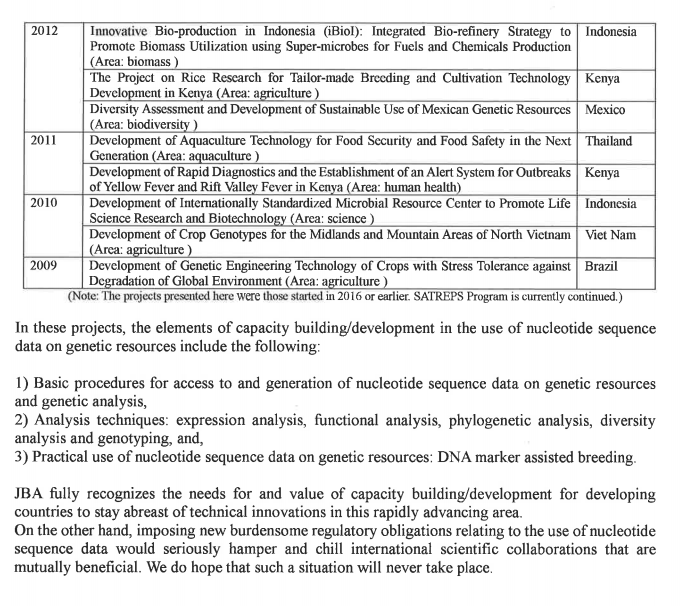 2012 Innovative Bio-production in Indonesia (iBioI): Integrated Bio-refinery Strategy to Indonesia
Promote Biomass Utilization using Super-microbes for Fuels and Chemicals Production
(Area: biomass )
The Project on Rice Research for Tailor-made Breeding and Cultivation Technology Kenya
Development in Kenya (Area: agriculture )
Diversity Assessment and Development of Sustainable Use of Mexican Genetic Resources Mexico
(Area: biodiversity )
2011 Development of Aquaculture Technology for Food Security and Food Safety in the Next Thailand
Generation (Area: aquaculture )
Development of Rapid Diagnostics and the Establishment of an Alert System for Outbreaks Kenya
of Yellow Fever and Rift Valley Fever in Kenya (Area: human health)
2010 Development of Internationally Standardized Microbial Resource Center to Promote Life Indonesia
Science Research and Biotechnology (Area: science )
Development of Crop Genotypes for the Midlands and Mountain Areas of North Vietnam Viet Nam
(Area: agriculture )
2009 Development of Genetic Engineering Technology of Crops with Stress Tolerance against Brazil
Degradation of Global Environment (Area: agriculture )
(Note: The projects presented here were those started in 2016 or earlier. SATREPS Program is currently continued.)
In these projects, the elements of capacity building/development in the use of nucleotide sequence
data on genetic resources include the following:
1) Basic procedures for access to and generation of nucleotide sequence data on genetic resources
and genetic analysis,
2) Analysis techniques: expression analysis, functional analysis, phylogenetic analysis, diversity
analysis and genotyping, and,
3) Practical use of nucleotide sequence data on genetic resources: DNA marker assisted breeding.
JBA fully recognizes the needs for and value of capacity building/development for developing
countries to stay abreast of technical innovations in this rapidly advancing area.
On the other hand, imposing new burdensome regulatory obligations relating to the use of nucleotide
sequence data would seriously hamper and chill international scientific collaborations that are
mutually beneficial. We do hope that such a situation will never take place.